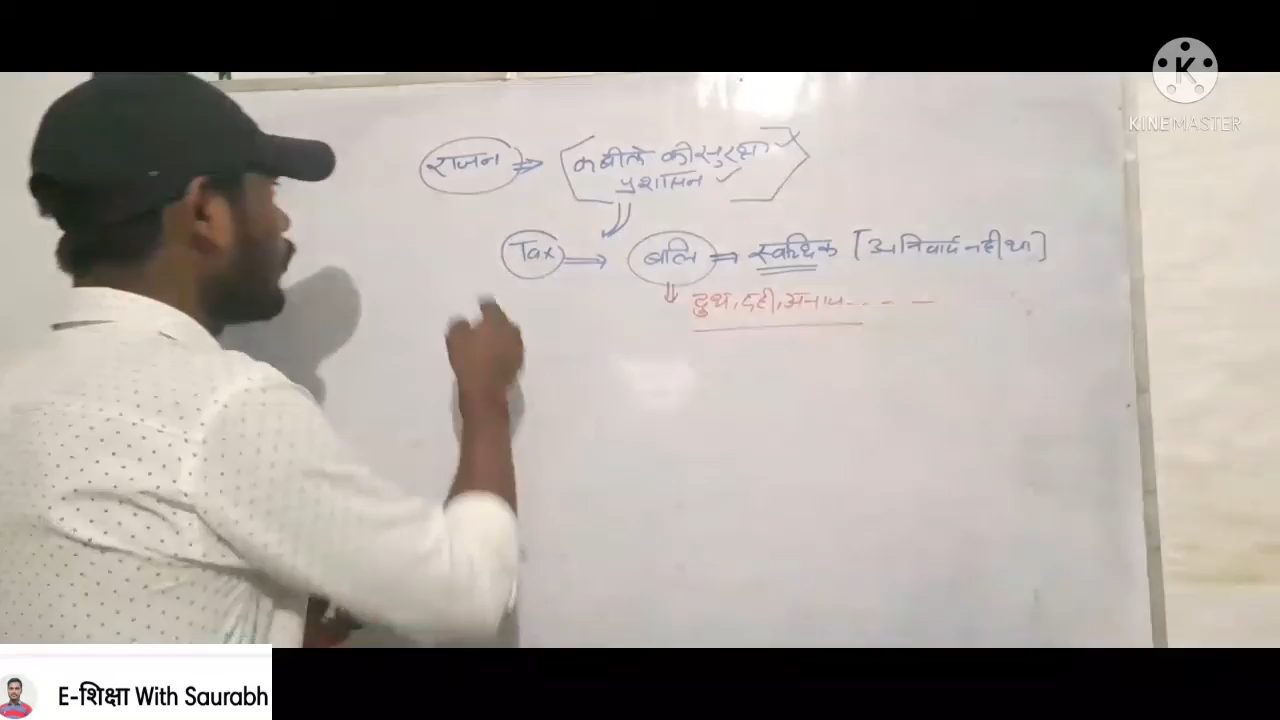 KINEMASTER
राजन ⇒ कबीले की सुरक्षा ✓
प्रशासन ✓
Tax ⇒ बलि ⇒ स्वैच्छिक [अनिवार्य नही था]
दुध, दही, अनाज - - - -
E-शिक्षा With Saurabh